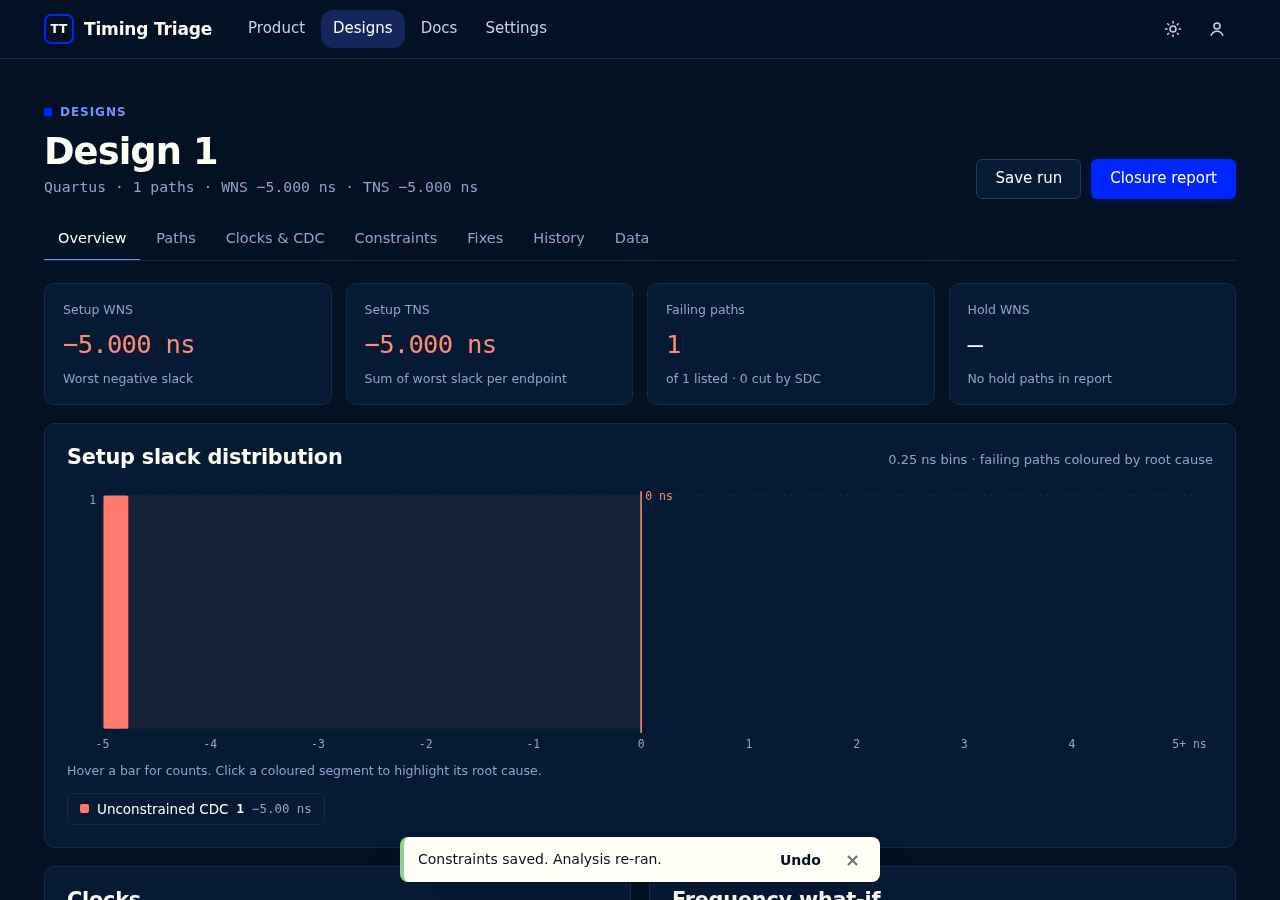 TT Timing Triage Product Designs Docs Settings
DESIGNS
Design 1
Quartus · 1 paths · WNS −5.000 ns · TNS −5.000 ns
Save run Closure report
Overview Paths Clocks & CDC Constraints Fixes History Data
Setup WNS
−5.000 ns
Worst negative slack
Setup TNS
−5.000 ns
Sum of worst slack per endpoint
Failing paths
1
of 1 listed · 0 cut by SDC
Hold WNS
—
No hold paths in report
Setup slack distribution
0.25 ns bins · failing paths coloured by root cause
1
0 ns
-5 -4 -3 -2 -1 0 1 2 3 4 5+ ns
Hover a bar for counts. Click a coloured segment to highlight its root cause.
Unconstrained CDC 1 −5.00 ns
Constraints saved. Analysis re-ran. Undo ×
Clocks
Frequency what-if